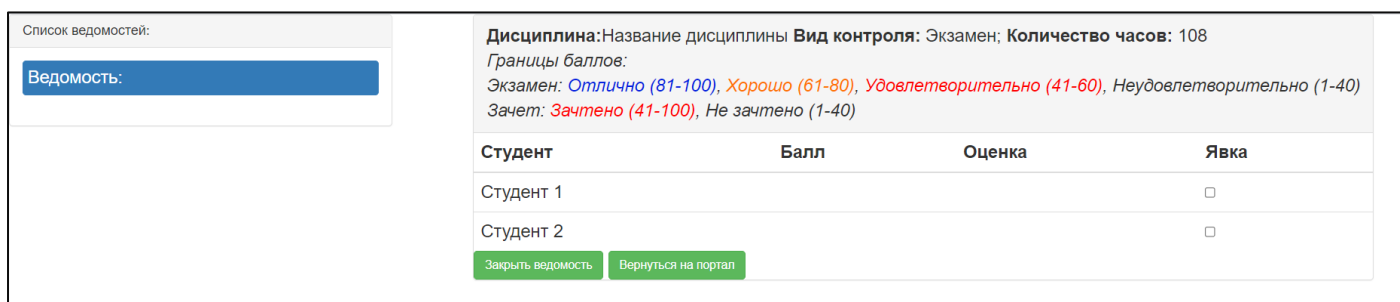 Список ведомостей:
Ведомость:
Дисциплина:Название дисциплины Вид контроля: Экзамен; Количество часов: 108
Границы баллов:
Экзамен: Отлично (81-100), Хорошо (61-80), Удовлетворительно (41-60), Неудовлетворительно (1-40)
Зачет: Зачтено (41-100), Не зачтено (1-40)
Студент Балл Оценка Явка
Студент 1
Студент 2
Закрыть ведомость Вернуться на портал